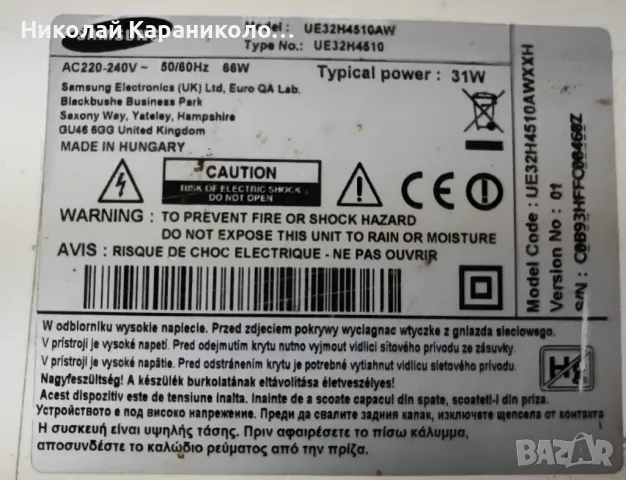 Николай Караниколо...
SAMSUNG
Model : UE32H4510AW
Type No.: UE32H4510
AC220-240V ~ 50/60Hz 66W
Typical power : 31W
Samsung Electronics (UK) Ltd, Euro QA Lab.
Blackbushe Business Park
Saxony Way, Yateley, Hampshire
GU46 6GG United Kingdom
MADE IN HUNGARY
CAUTION
RISK OF ELECTRIC SHOCK
DO NOT OPEN
WARNING : TO PREVENT FIRE OR SHOCK HAZARD
DO NOT EXPOSE THIS UNIT TO RAIN OR MOISTURE
AVIS : RISQUE DE CHOC ELECTRIQUE - NE PAS OUVRIR
Model Code : UE32H4510AWXXH
Version No : 01
S/N :
W odbiorniku wysokie napiecie. Przed zdjeciem pokrywy wyciagnac wtyczke z gniazda sieciowego.
V prístroji je vysoké napětí. Pred odejmutím krytu nutno vyjmout vidlici síťového prívodu ze zásuvky.
V prístroji je vysoké napätie. Pred odstránením krytu je potrebné vytiahnut vidlicu sietového prívodu.
Nagyfeszültség! A készülék burkolatának eltávolítása életveszélyes!
Acest dispozitiv este de tensiune inalta. Inainte de a scoate capacul din spate, scoateti-l din priza.
Устройството е под високо напрежение. Преди да свалите задния капак, изключете щепсела от контакта
Η συσκευή είναι υψηλής τάσης. Πριν αφαιρέσετε το πίσω κάλυμμα,
αποσυνδέστε το καλώδιο ρεύματος από την πρίζα.
Hg
BAZAR